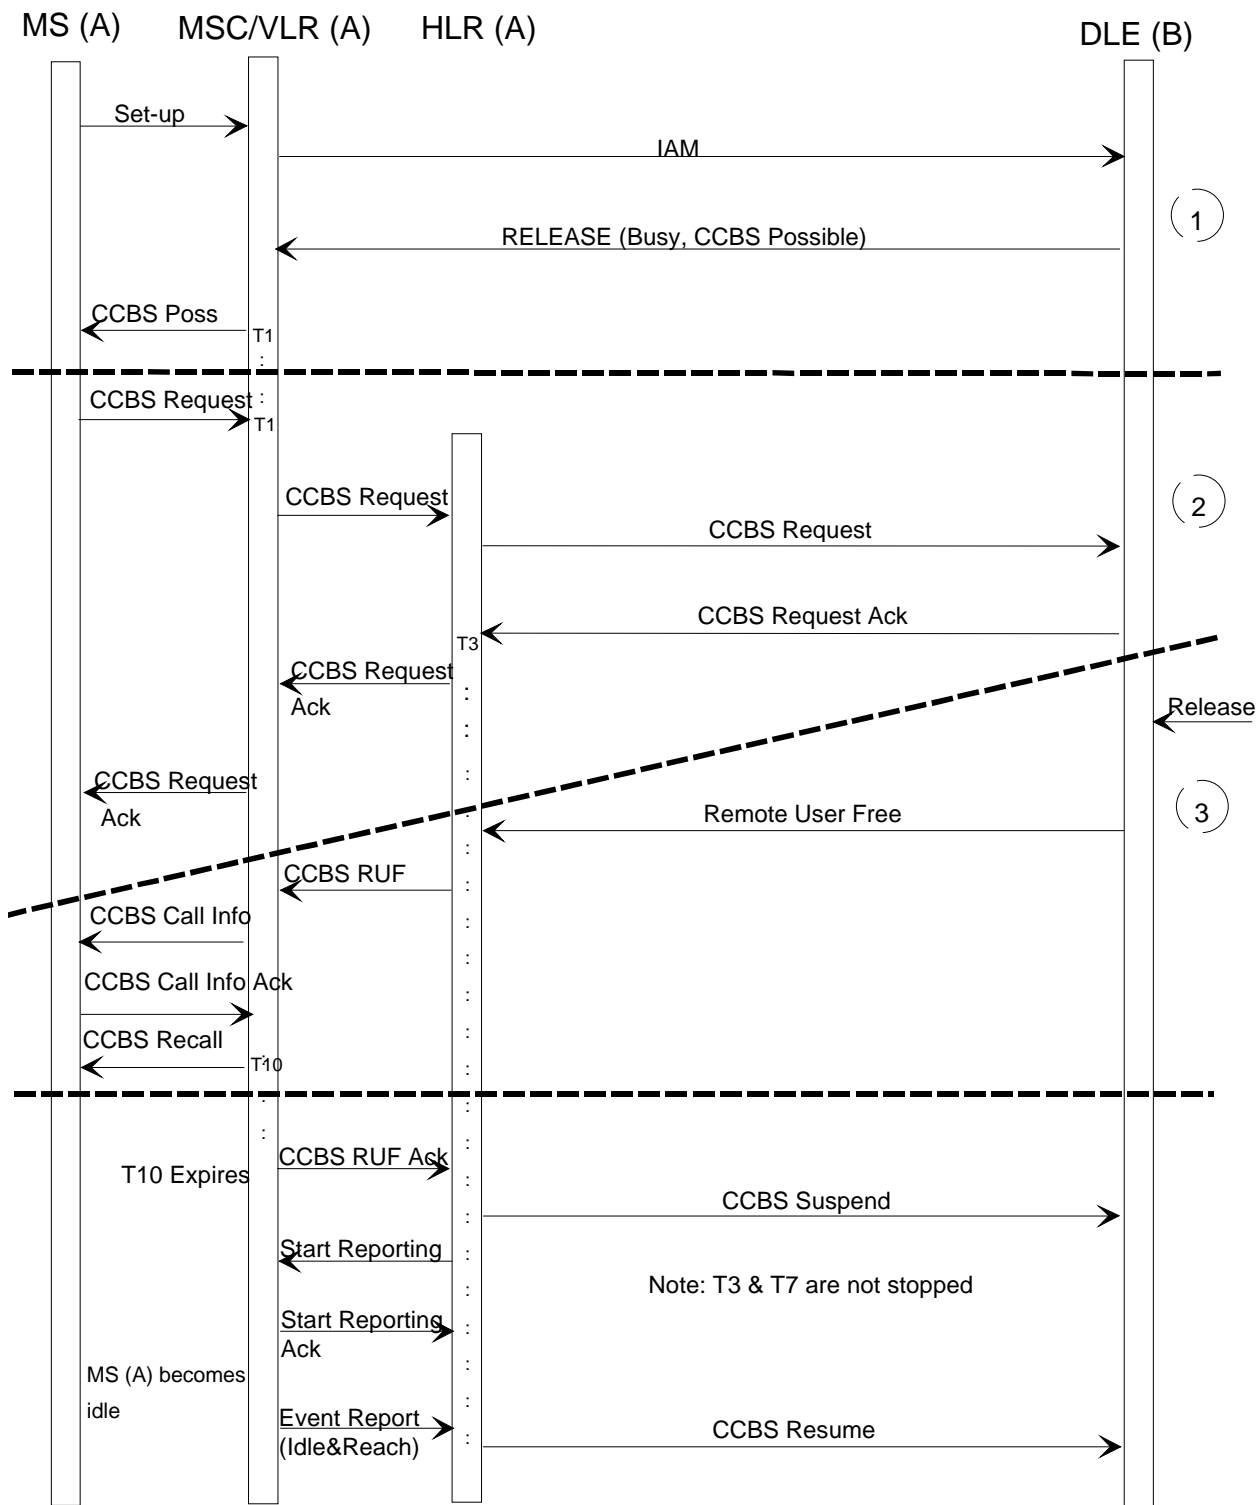 MS (A)
MSC/VLR (A)
HLR (A)
DLE (B)
Set-up
IAM
1
RELEASE (Busy, CCBS Possible)
CCBS Poss
T1
CCBS Request
T1
CCBS Request
2
CCBS Request
CCBS Request Ack
T3
CCBS Request
Ack
Release
CCBS Request
Ack
3
Remote User Free
CCBS RUF
CCBS Call Info
CCBS Call Info Ack
CCBS Recall
T10
T10 Expires
CCBS RUF Ack
CCBS Suspend
Start Reporting
Note: T3 & T7 are not stopped
Start Reporting
Ack
MS (A) becomes
idle
Event Report
(Idle&Reach)
CCBS Resume